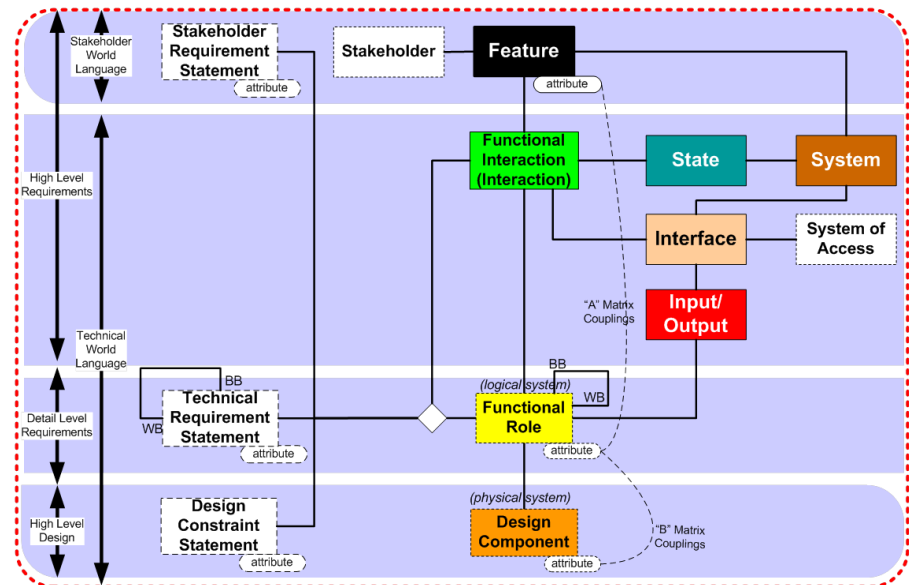 Stakeholder
World
Language
Stakeholder
Requirement
Statement
attribute
Stakeholder
Feature
attribute
High Level
Requirements
Functional
Interaction
(Interaction)
State
System
Interface
System of
Access
Input/
Output
"A" Matrix
Couplings
Technical
World
Language
BB
WB
Technical
Requirement
Statement
attribute
(logical system)
BB
WB
Functional
Role
attribute
Detail Level
Requirements
High Level
Design
Design
Constraint
Statement
attribute
(physical system)
Design
Component
attribute
"B" Matrix
Couplings